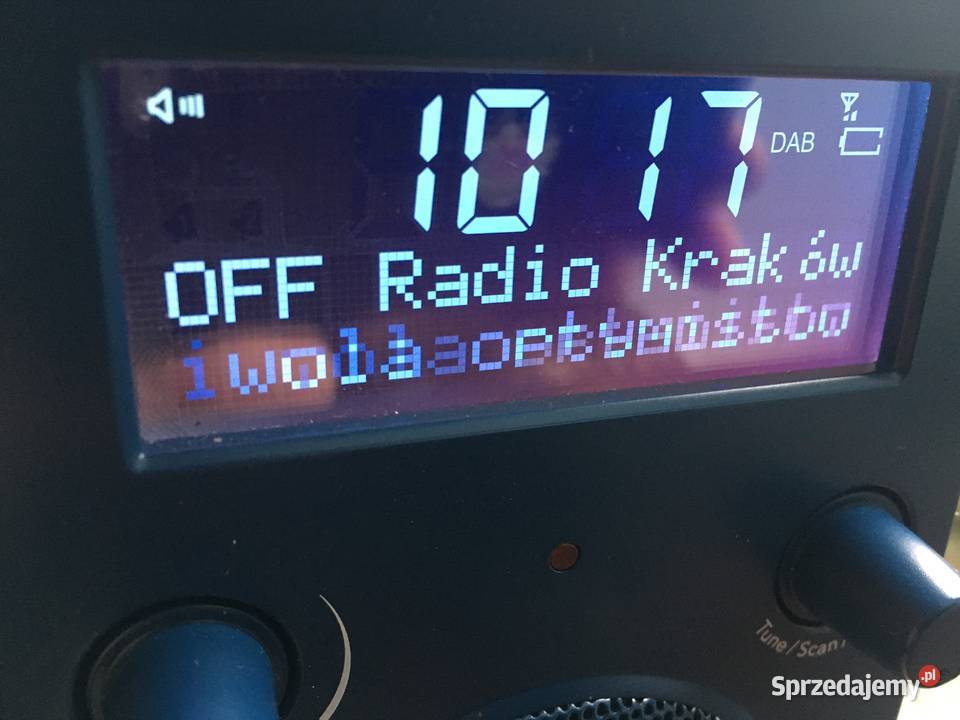 10 17
DAB
OFF Radio Kraków
Tune/Scan
Sprzedajemy.pl